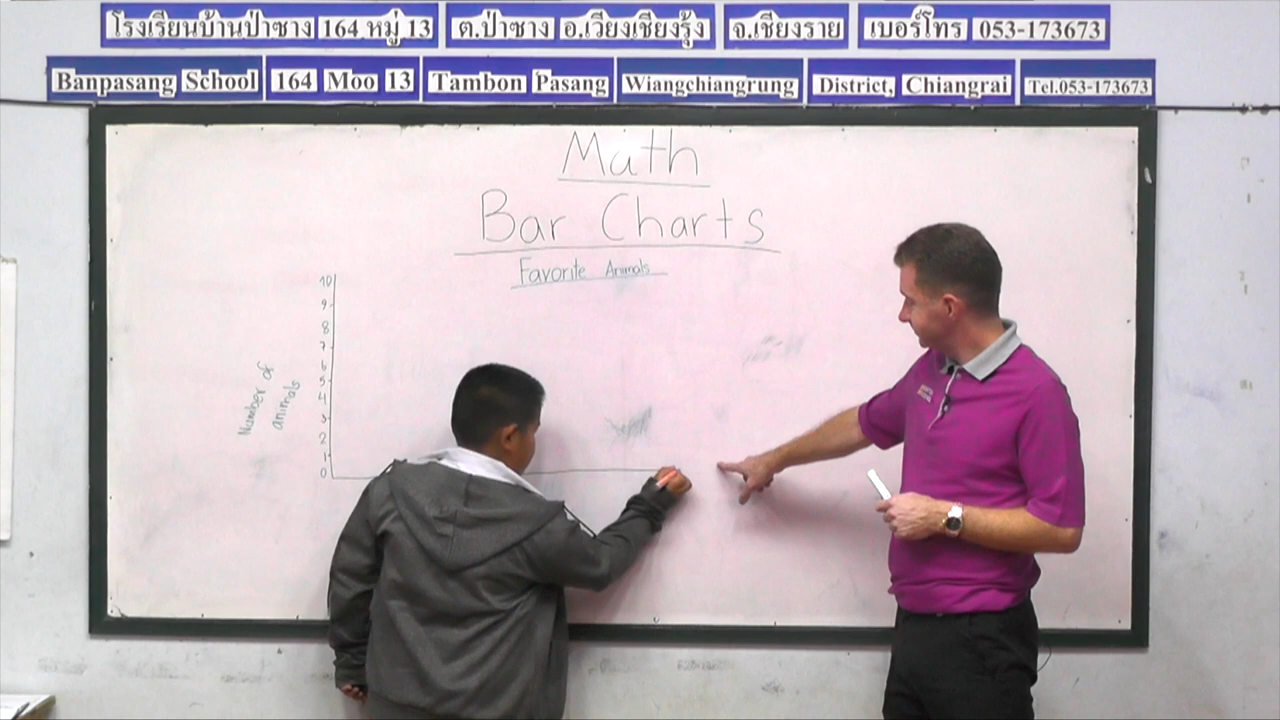 โรงเรียนบ้านป่าซาง 164 หมู่ 13 ต.ป่าซาง อ.เวียงเชียงรุ้ง จ.เชียงราย เบอร์โทร 053-173673
Banpasang School 164 Moo 13 Tambon Pasang Wiangchiangrung District, Chiangrai Tel.053-173673
Math
Bar Charts
Favorite Animals
10
9
8
7
6
5
4
3
2
1
0
Number of
animals